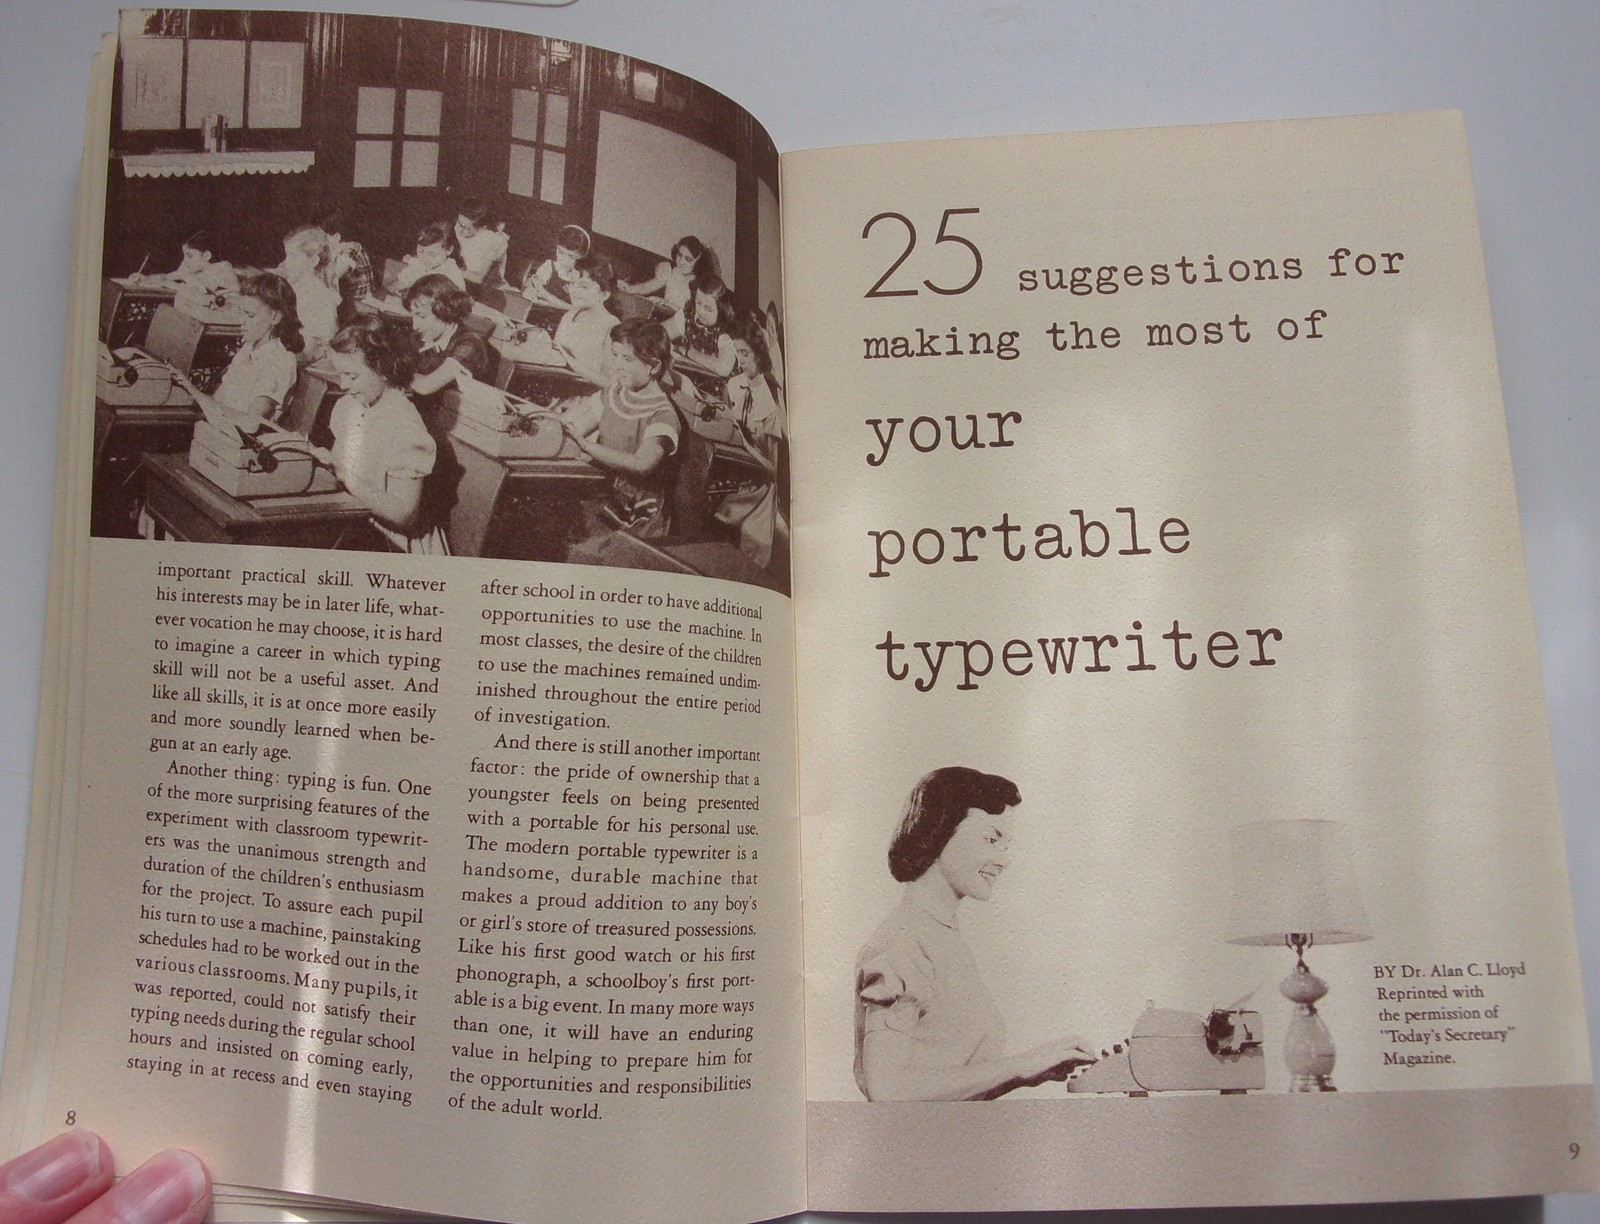 important practical skill. Whatever
his interests may be in later life, what-
ever vocation he may choose, it is hard
to imagine a career in which typing
skill will not be a useful asset. And
like all skills, it is at once more easily
and more soundly learned when be-
gun at an early age.
Another thing: typing is fun. One
of the more surprising features of the
experiment with classroom typewrit-
ers was the unanimous strength and
duration of the children's enthusiasm
for the project. To assure each pupil
his turn to use a machine, painstaking
schedules had to be worked out in the
various classrooms. Many pupils, it
was reported, could not satisfy their
typing needs during the regular school
hours and insisted on coming early,
staying in at recess and even staying
8
after school in order to have additional
opportunities to use the machine. In
most classes, the desire of the children
to use the machines remained undim-
inished throughout the entire period
of investigation.
And there is still another important
factor: the pride of ownership that a
youngster feels on being presented
with a portable for his personal use.
The modern portable typewriter is a
handsome, durable machine that
makes a proud addition to any boy's
or girl's store of treasured possessions.
Like his first good watch or his first
phonograph, a schoolboy's first port-
able is a big event. In many more ways
than one, it will have an enduring
value in helping to prepare him for
the opportunities and responsibilities
of the adult world.
25 suggestions for
making the most of
your
portable
typewriter
BY Dr. Alan C. Lloyd
Reprinted with
the permission of
"Today's Secretary"
Magazine.
9